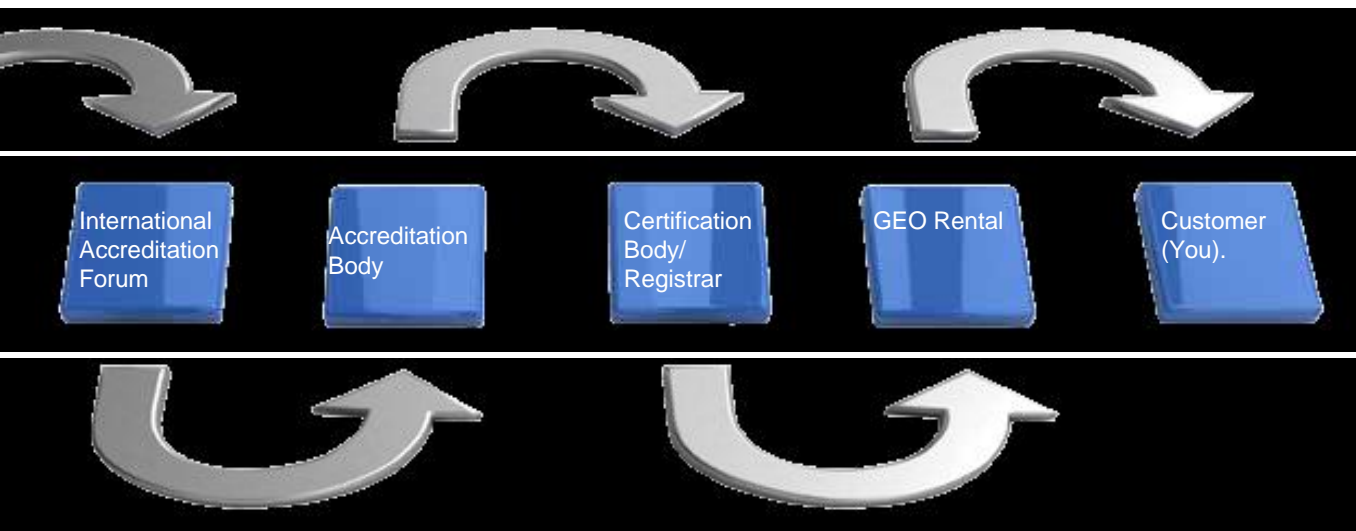 International
Accreditation
Forum
Accreditation
Body
Certification
Body/
Registrar
GEO Rental
Customer
(You).